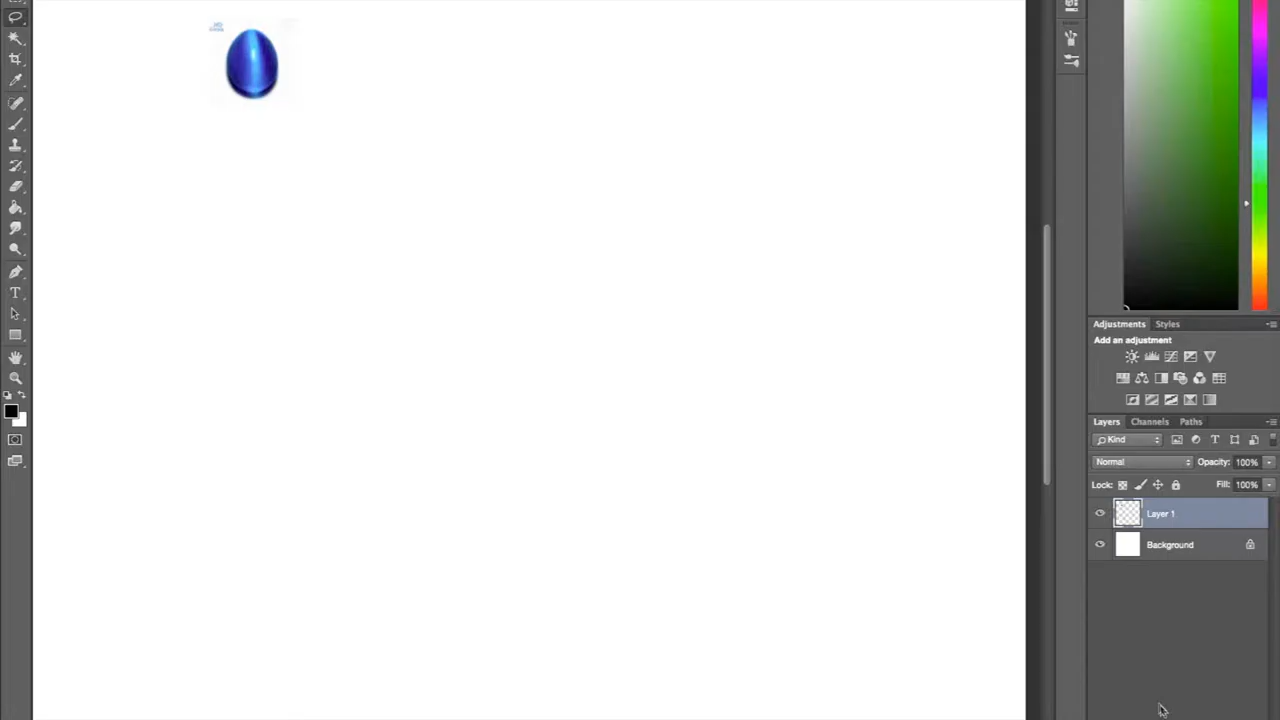 Adjustments Styles
Add an adjustment
Layers Channels Paths
Kind
Normal Opacity: 100%
Lock: Fill: 100%
Layer 1
Background